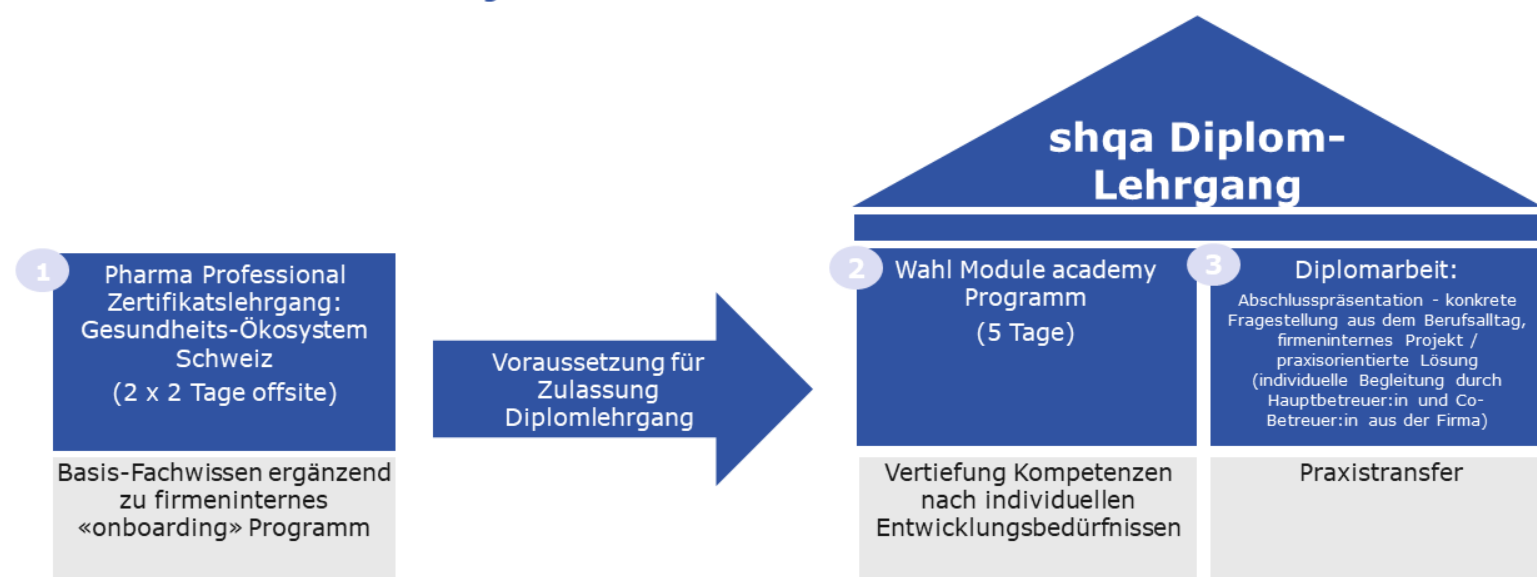 shqa Diplom-
Lehrgang
1
Pharma Professional
Zertifikatslehrgang:
Gesundheits-Ökosystem
Schweiz
(2 x 2 Tage offsite)
Basis-Fachwissen ergänzend
zu firmeninternes
«onboarding» Programm
Voraussetzung für
Zulassung
Diplomlehrgang
2
Wahl Module academy
Programm
(5 Tage)
Vertiefung Kompetenzen
nach individuellen
Entwicklungsbedürfnissen
3
Diplomarbeit:
Abschlusspräsentation - konkrete
Fragestellung aus dem Berufsalltag,
firmeninternes Projekt /
praxisorientierte Lösung
(individuelle Begleitung durch
Hauptbetreuer:in und Co-
Betreuer:in aus der Firma)
Praxistransfer